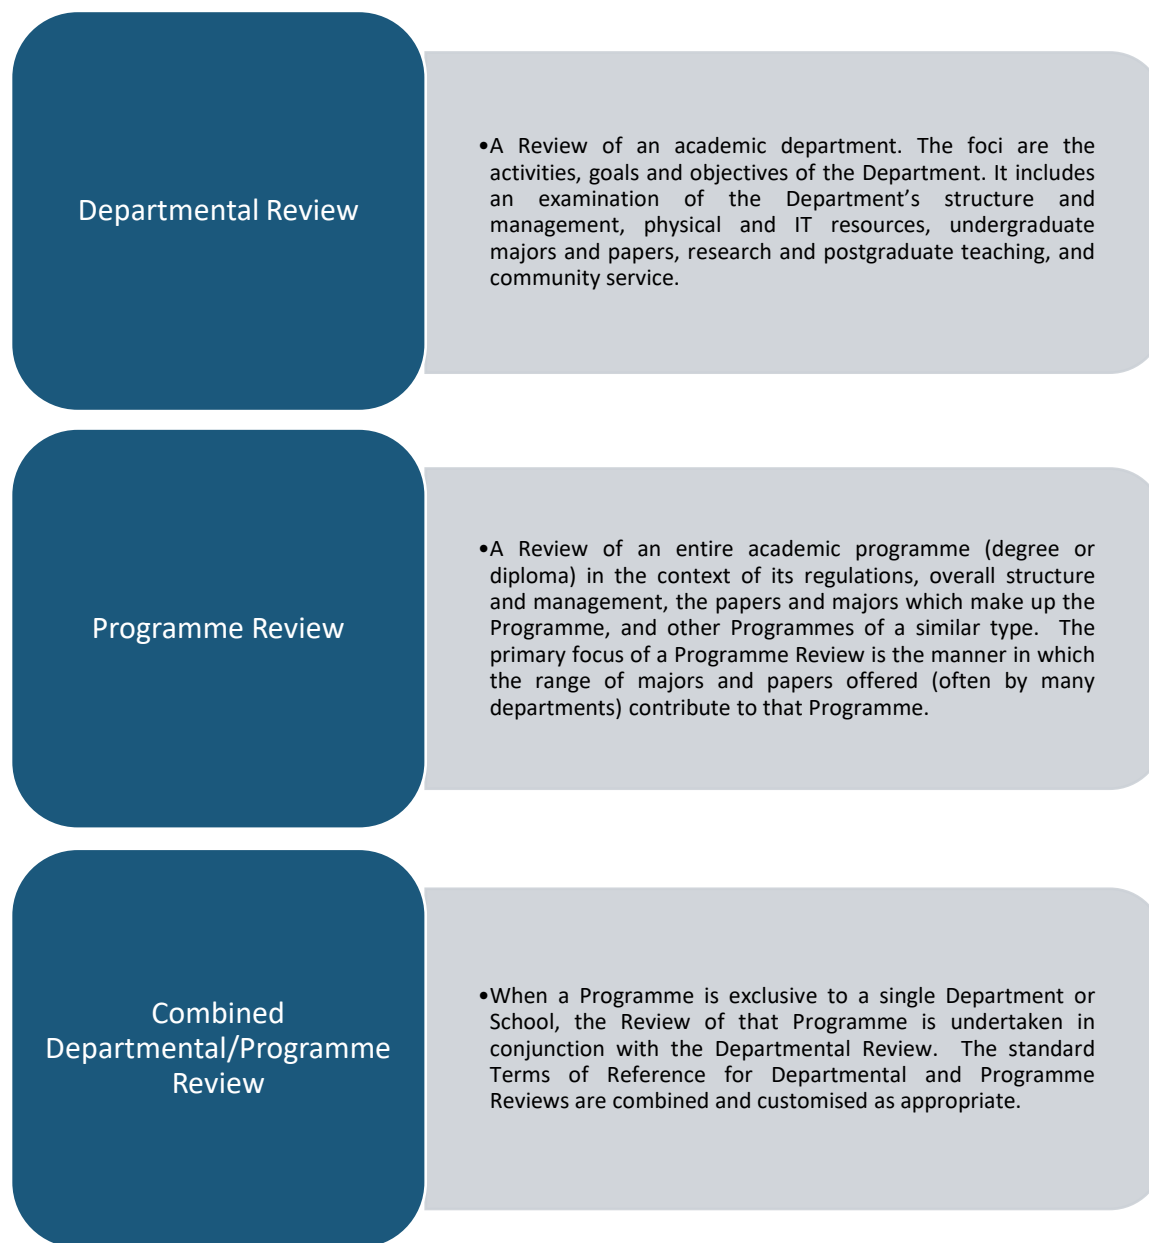 Departmental Review
•A Review of an academic department. The foci are the
activities, goals and objectives of the Department. It includes
an examination of the Department’s structure and
management, physical and IT resources, undergraduate
majors and papers, research and postgraduate teaching, and
community service.
Programme Review
•A Review of an entire academic programme (degree or
diploma) in the context of its regulations, overall structure
and management, the papers and majors which make up the
Programme, and other Programmes of a similar type.  The
primary focus of a Programme Review is the manner in which
the range of majors and papers offered (often by many
departments) contribute to that Programme.
Combined
Departmental/Programme
Review
•When a Programme is exclusive to a single Department or
School, the Review of that Programme is undertaken in
conjunction with the Departmental Review.  The standard
Terms of Reference for Departmental and Programme
Reviews are combined and customised as appropriate.